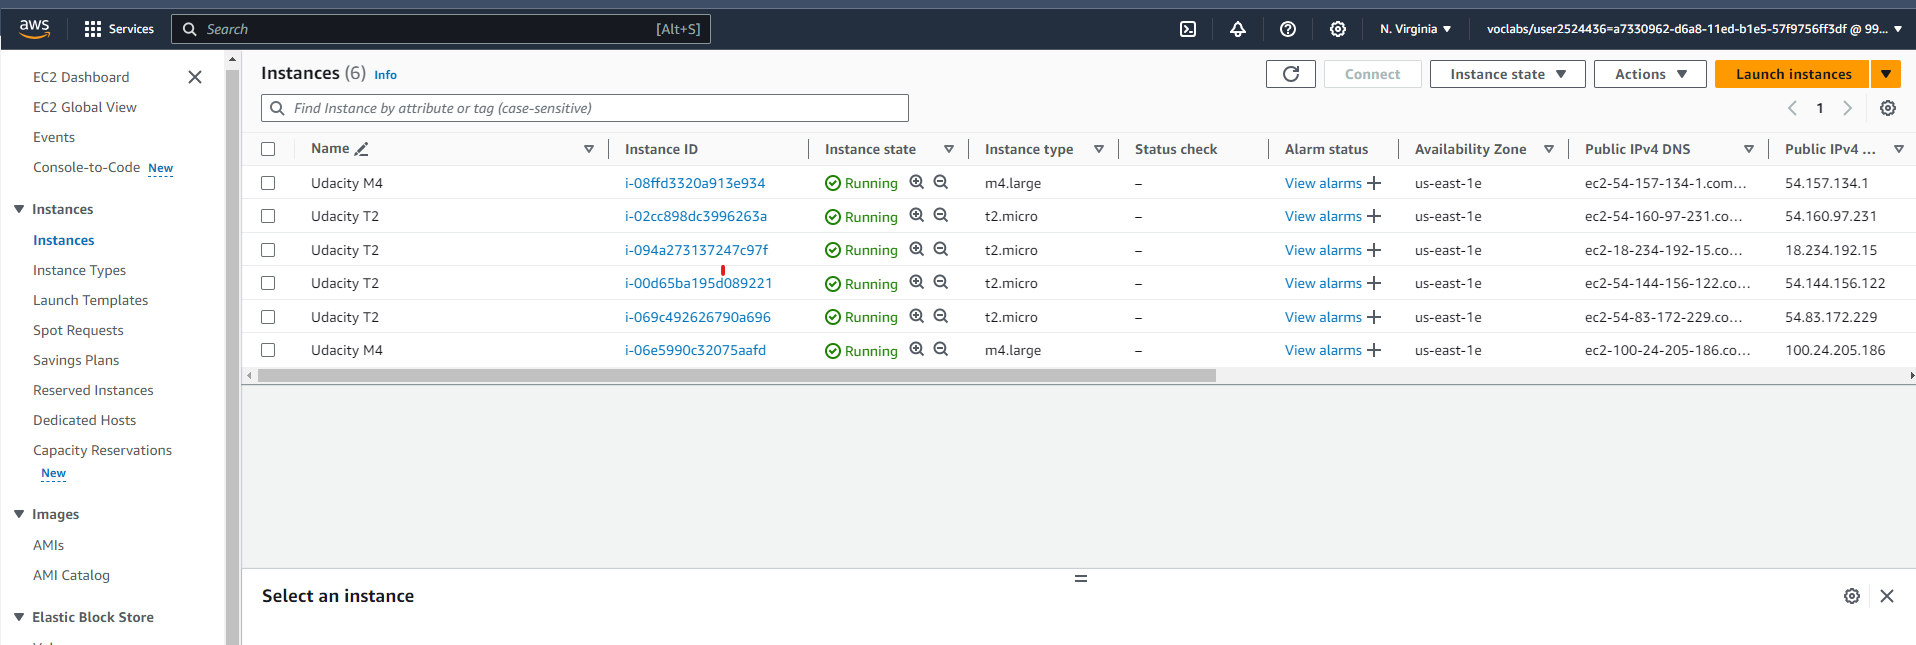 aws Services Search [Alt+S] N. Virginia voclabs/user2524436=a7330962-d6a8-11ed-b1e5-57f9756ff3df @ 99...
EC2 Dashboard
EC2 Global View
Events
Console-to-Code New
Instances
Instances
Instance Types
Launch Templates
Spot Requests
Savings Plans
Reserved Instances
Dedicated Hosts
Capacity Reservations
New
Images
AMIs
AMI Catalog
Elastic Block Store
Instances (6) Info Connect Instance state Actions Launch instances
Find Instance by attribute or tag (case-sensitive) 1
Name Instance ID Instance state Instance type Status check Alarm status Availability Zone Public IPv4 DNS Public IPv4 ...
Udacity M4 i-08ffd3320a913e934 Running m4.large – View alarms + us-east-1e ec2-54-157-134-1.com... 54.157.134.1
Udacity T2 i-02cc898dc3996263a Running t2.micro – View alarms + us-east-1e ec2-54-160-97-231.co... 54.160.97.231
Udacity T2 i-094a273137247c97f Running t2.micro – View alarms + us-east-1e ec2-18-234-192-15.co... 18.234.192.15
Udacity T2 i-00d65ba195d089221 Running t2.micro – View alarms + us-east-1e ec2-54-144-156-122.co... 54.144.156.122
Udacity T2 i-069c492626790a696 Running t2.micro – View alarms + us-east-1e ec2-54-83-172-229.co... 54.83.172.229
Udacity M4 i-06e5990c32075aafd Running m4.large – View alarms + us-east-1e ec2-100-24-205-186.co... 100.24.205.186
Select an instance